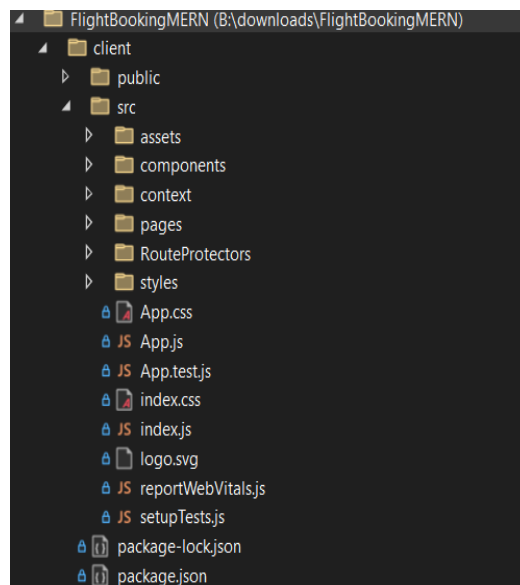 FlightBookingMERN (B:\downloads\FlightBookingMERN)
client
public
src
assets
components
context
pages
RouteProtectors
styles
App.css
JS App.js
JS App.test.js
index.css
JS index.js
logo.svg
JS reportWebVitals.js
JS setupTests.js
package-lock.json
package.json